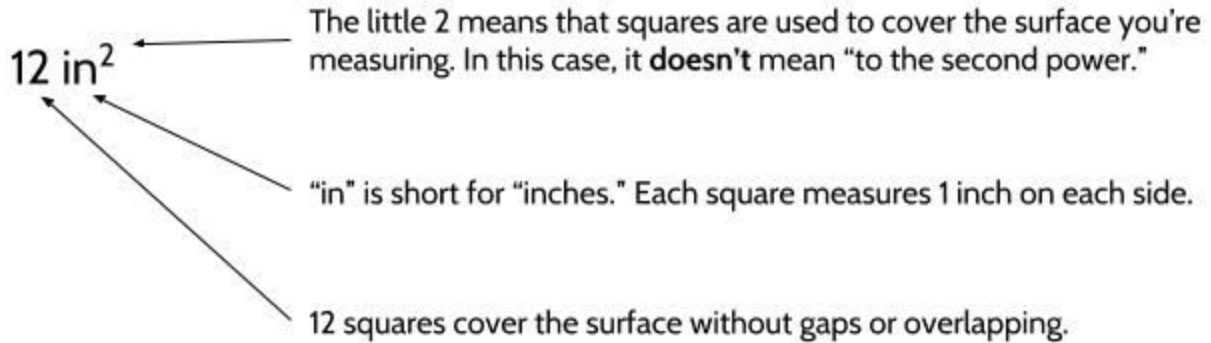 The little 2 means that squares are used to cover the surface you're
measuring. In this case, it doesn't mean “to the second power.”
12 in²
“in” is short for “inches.” Each square measures 1 inch on each side.
12 squares cover the surface without gaps or overlapping.